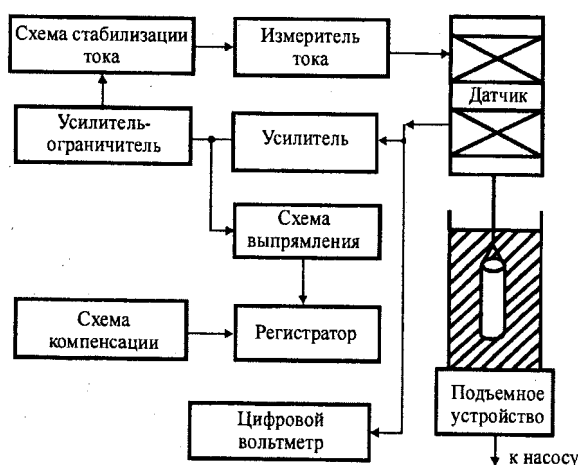 Схема стабилизации
тока
Измеритель
тока
Датчик
Усилитель-
ограничитель
Усилитель
Схема
выпрямления
Схема
компенсации
Регистратор
Подъемное
устройство
Цифровой
вольтметр
к насосу